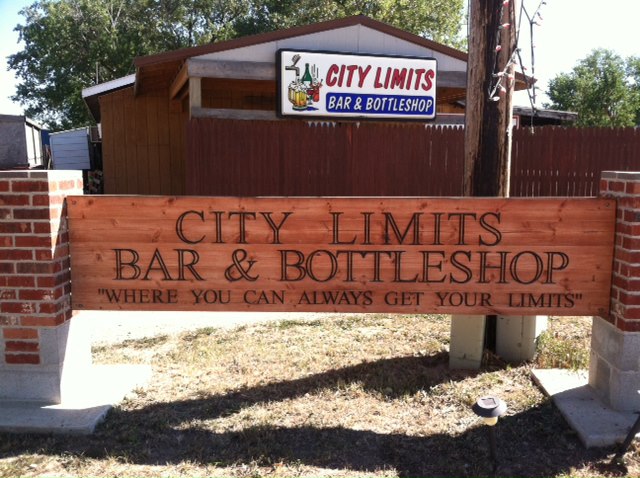 CITY LIMITS
BAR & BOTTLESHOP
CITY LIMITS
BAR & BOTTLESHOP
"WHERE YOU CAN ALWAYS GET YOUR LIMITS"